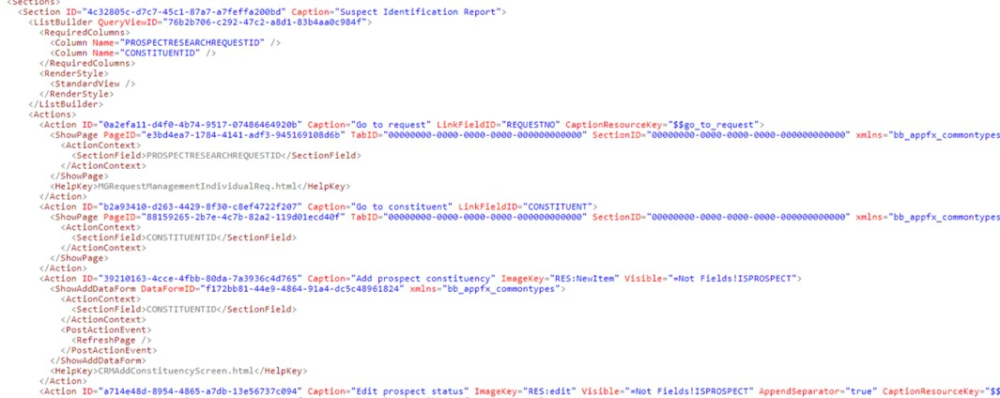 <Sections>
<Section ID="4c32805c-d7c7-45c1-87a7-a7feffa200bd" Caption="Suspect Identification Report">
<ListBuilder QueryViewID="76b2b706-c292-47c2-a8d1-83b4aa0c984f">
<RequiredColumns>
<Column Name="PROSPECTRESEARCHREQUESTID" />
<Column Name="CONSTITUENTID" />
</RequiredColumns>
<RenderStyle>
<StandardView />
</RenderStyle>
</ListBuilder>
<Actions>
<Action ID="0a2efa11-d4f0-4b74-9517-07486464920b" Caption="Go to request" LinkFieldID="REQUESTNO" CaptionResourceKey="$$go_to_request">
<ShowPage PageID="e3bd4ea7-1784-4141-adf3-945169108d6b" TabID="00000000-0000-0000-0000-000000000000" SectionID="00000000-0000-0000-0000-000000000000" xmlns="bb_appfx_commontypes
<ActionContext>
<SectionField>PROSPECTRESEARCHREQUESTID</SectionField>
</ActionContext>
</ShowPage>
<HelpKey>MGRequestManagementIndividualReq.html</HelpKey>
</Action>
<Action ID="b2a93410-d263-4429-8f30-c8ef4722f207" Caption="Go to constituent" LinkFieldID="CONSTITUENT">
<ShowPage PageID="88159265-2b7e-4c7b-82a2-119d01ecd40f" TabID="00000000-0000-0000-0000-000000000000" SectionID="00000000-0000-0000-0000-000000000000" xmlns="bb_appfx_commontypes
<ActionContext>
<SectionField>CONSTITUENTID</SectionField>
</ActionContext>
</ShowPage>
</Action>
<Action ID="39210163-4cce-4fbb-80da-7a3936c4d765" Caption="Add prospect constituency" ImageKey="RES:NewItem" Visible="=Not Fields!ISPROSPECT">
<ShowAddDataForm DataFormID="f172bb81-44e9-4864-91a4-dc5c48961824" xmlns="bb_appfx_commontypes">
<ActionContext>
<SectionField>CONSTITUENTID</SectionField>
</ActionContext>
<PostActionEvent>
<RefreshPage />
</PostActionEvent>
</ShowAddDataForm>
<HelpKey>CRMAddConstituencyScreen.html</HelpKey>
</Action>
<Action ID="a714e48d-8954-4865-a7db-13e56737c094" Caption="Edit prospect status" ImageKey="RES:edit" Visible="=Not Fields!ISPROSPECT" AppendSeparator="true" CaptionResourceKey="$$